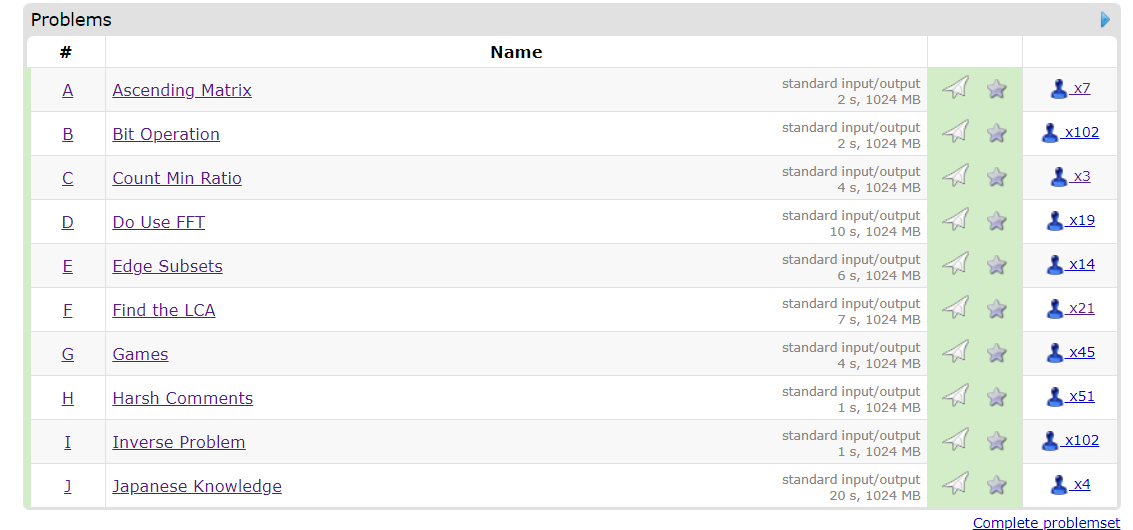 Problems
# Name
A Ascending Matrix standard input/output
2 s, 1024 MB x7
B Bit Operation standard input/output
2 s, 1024 MB x102
C Count Min Ratio standard input/output
4 s, 1024 MB x3
D Do Use FFT standard input/output
10 s, 1024 MB x19
E Edge Subsets standard input/output
6 s, 1024 MB x14
F Find the LCA standard input/output
7 s, 1024 MB x21
G Games standard input/output
4 s, 1024 MB x45
H Harsh Comments standard input/output
1 s, 1024 MB x51
I Inverse Problem standard input/output
1 s, 1024 MB x102
J Japanese Knowledge standard input/output
20 s, 1024 MB x4
Complete problemset